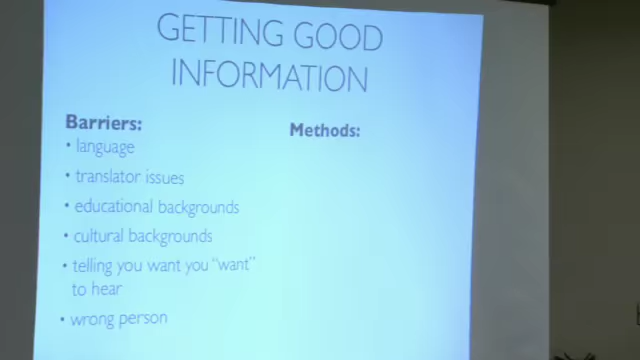 GETTING GOOD
INFORMATION
Barriers:
• language
• translator issues
• educational backgrounds
• cultural backgrounds
• telling you want you "want"
to hear
• wrong person
Methods: